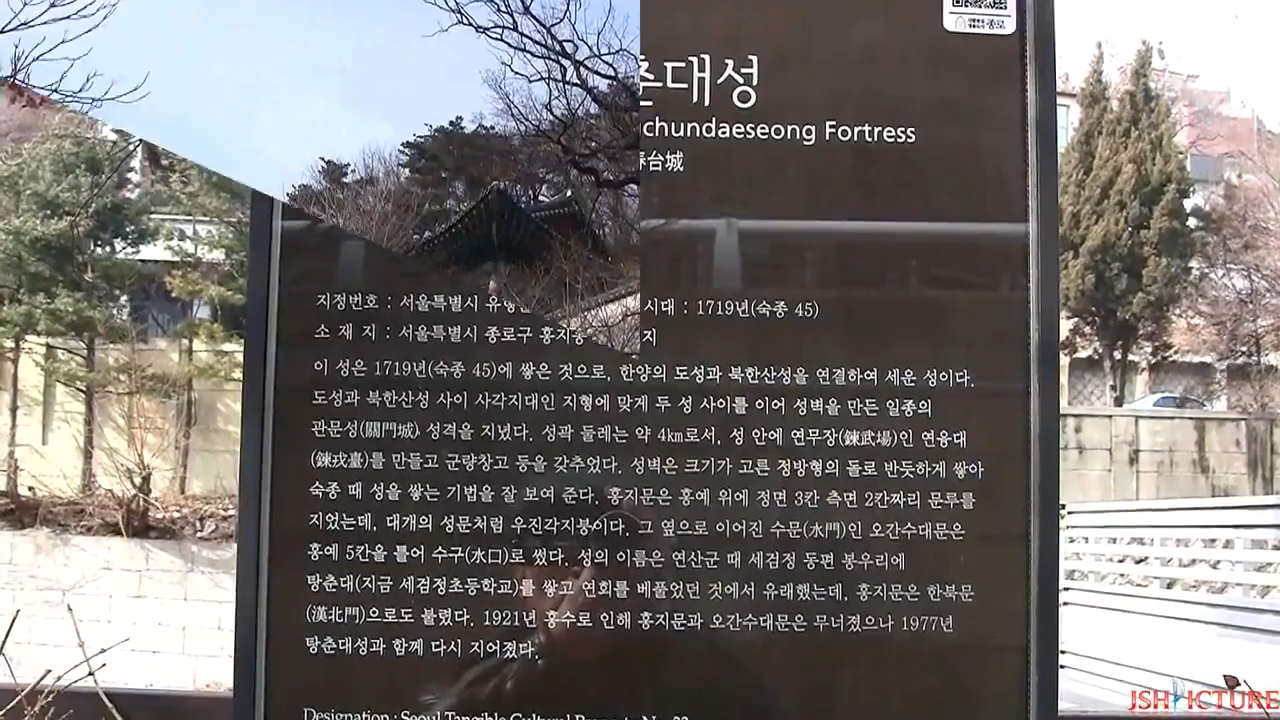 종로
춘대성
chundaeseong Fortress
春台城
지정번호 : 서울특별시 유형 시대 : 1719년(숙종 45)
소 재 지 : 서울특별시 종로구 홍지동 지
이 성은 1719년(숙종 45)에 쌓은 것으로, 한양의 도성과 북한산성을 연결하여 세운 성이다.
도성과 북한산성 사이 사각지대인 지형에 맞게 두 성 사이를 이어 성벽을 만든 일종의
관문성(關門城) 성격을 지녔다. 성곽 둘레는 약 4㎞로서, 성 안에 연무장(鍊武場)인 연융대
(鍊戎臺)를 만들고 군량창고 등을 갖추었다. 성벽은 크기가 고른 정방형의 돌로 반듯하게 쌓아
숙종 때 성을 쌓는 기법을 잘 보여 준다. 홍지문은 홍예 위에 정면 3칸 측면 2칸짜리 문루를
지었는데, 대개의 성문처럼 우진각지붕이다. 그 옆으로 이어진 수문(水門)인 오간수대문은
홍예 5칸을 틀어 수구(水口)로 썼다. 성의 이름은 연산군 때 세검정 동편 봉우리에
탕춘대(지금 세검정초등학교)를 쌓고 연회를 베풀었던 것에서 유래했는데, 홍지문은 한북문
(漢北門)으로도 불렸다. 1921년 홍수로 인해 홍지문과 오간수대문은 무너졌으나 1977년
탕춘대성과 함께 다시 지어졌다.
Designation : Seoul Tangible Cultural Property No. 33
JSH PICTURE